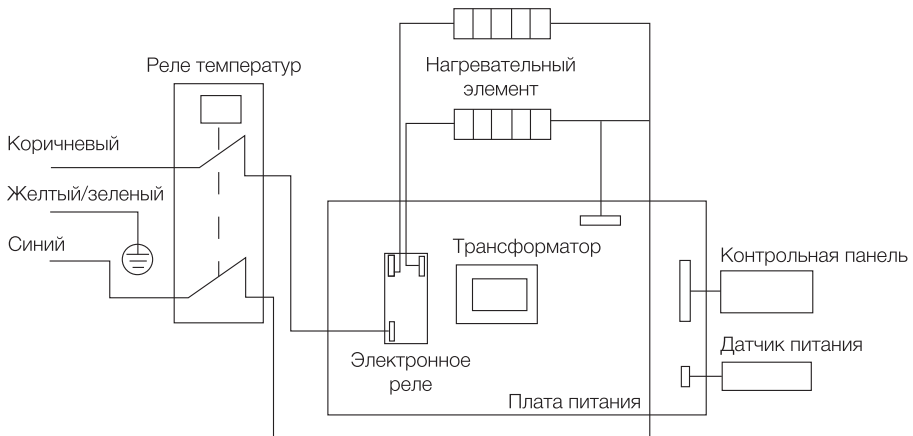 Реле температур
Нагревательный
элемент
Коричневый
Желтый/зеленый
Синий
Трансформатор
Контрольная панель
Электронное
реле
Датчик питания
Плата питания